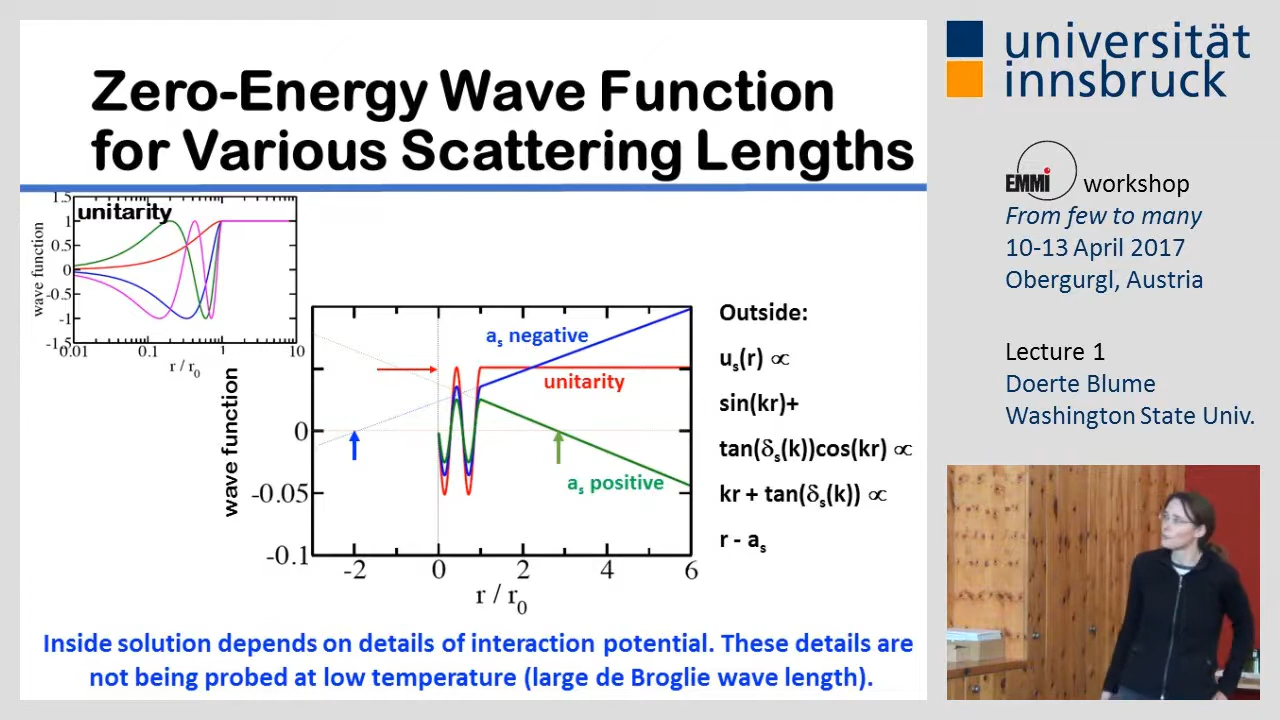 Zero-Energy Wave Function
for Various Scattering Lengths
unitarity
1.5
1
0.5
0
-0.5
-1
-1.5
wave function
0.01
0.1
1
10
r / r₀
aₛ negative
unitarity
aₛ positive
0
-0.05
-0.1
wave function
-2
0
2
4
6
r / r₀
Outside:
uₛ(r) ∝
sin(kr)+
tan(δₛ(k))cos(kr) ∝
kr + tan(δₛ(k)) ∝
r - aₛ
Inside solution depends on details of interaction potential. These details are
not being probed at low temperature (large de Broglie wave length).
universität
innsbruck
EMMi workshop
From few to many
10-13 April 2017
Obergurgl, Austria
Lecture 1
Doerte Blume
Washington State Univ.